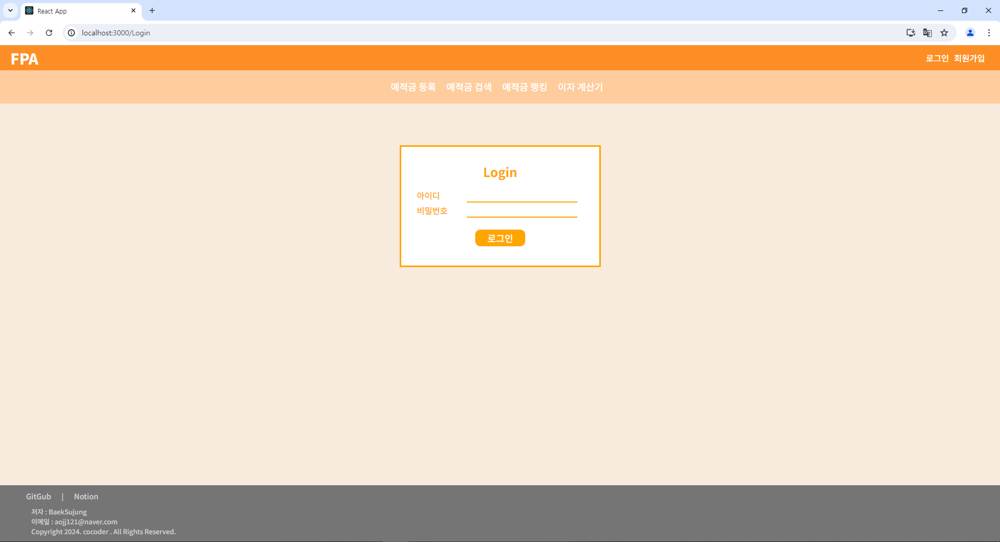 React App
localhost:3000/Login
FPA
로그인 회원가입
예적금 등록 예적금 검색 예적금 랭킹 이자 계산기
Login
아이디
비밀번호
로그인
GitGub | Notion
저자 : BaekSujung
이메일 : aojj121@naver.com
Copyright 2024. cocoder . All Rights Reserved.